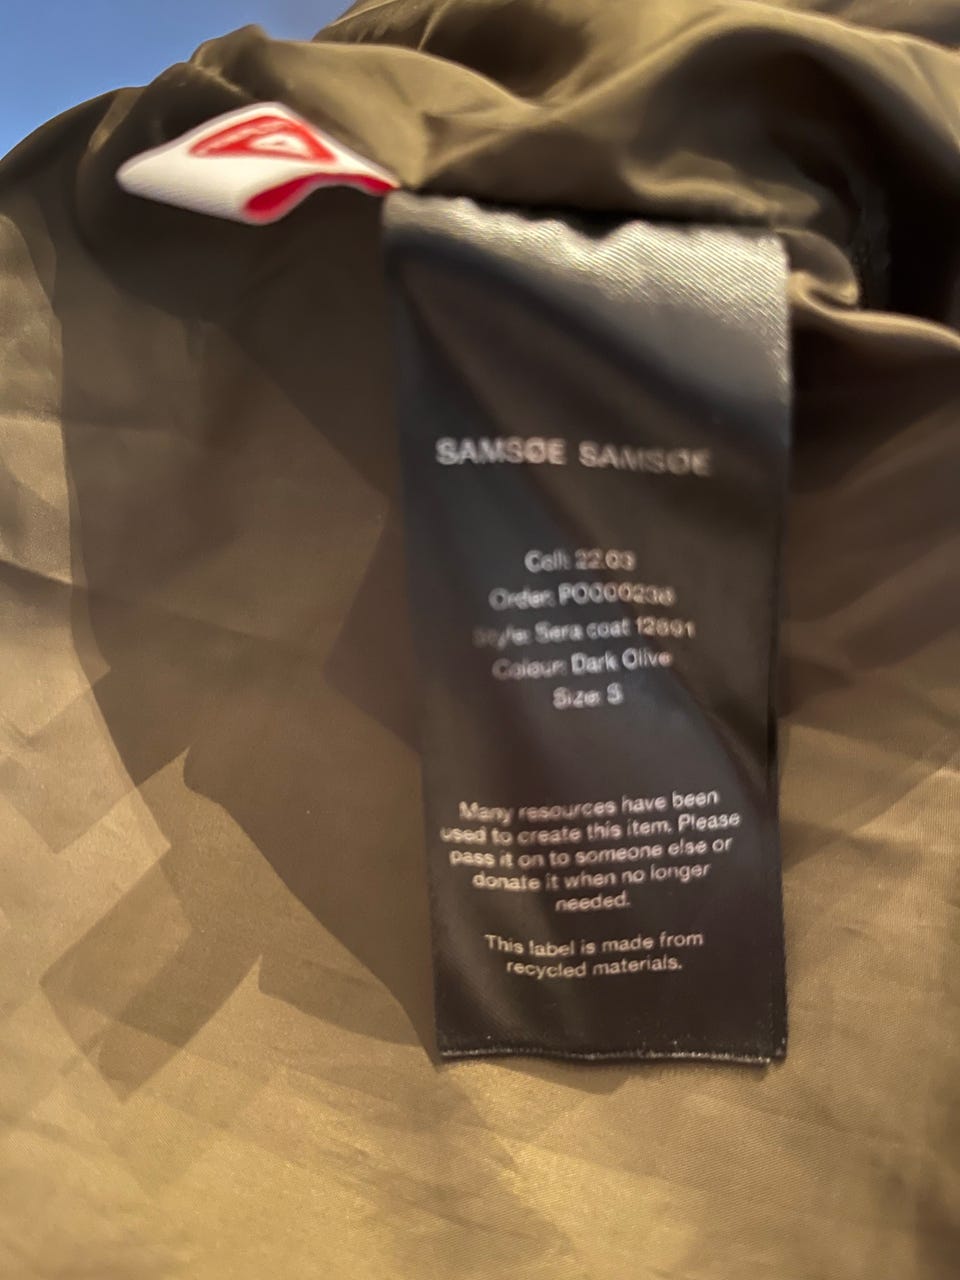 SAMSØE SAMSØE
Coll: 22.03
Order: PO000238
Style: Sera coat 12891
Colour: Dark Olive
Size: S
Many resources have been
used to create this item. Please
pass it on to someone else or
donate it when no longer
needed.
This label is made from
recycled materials.